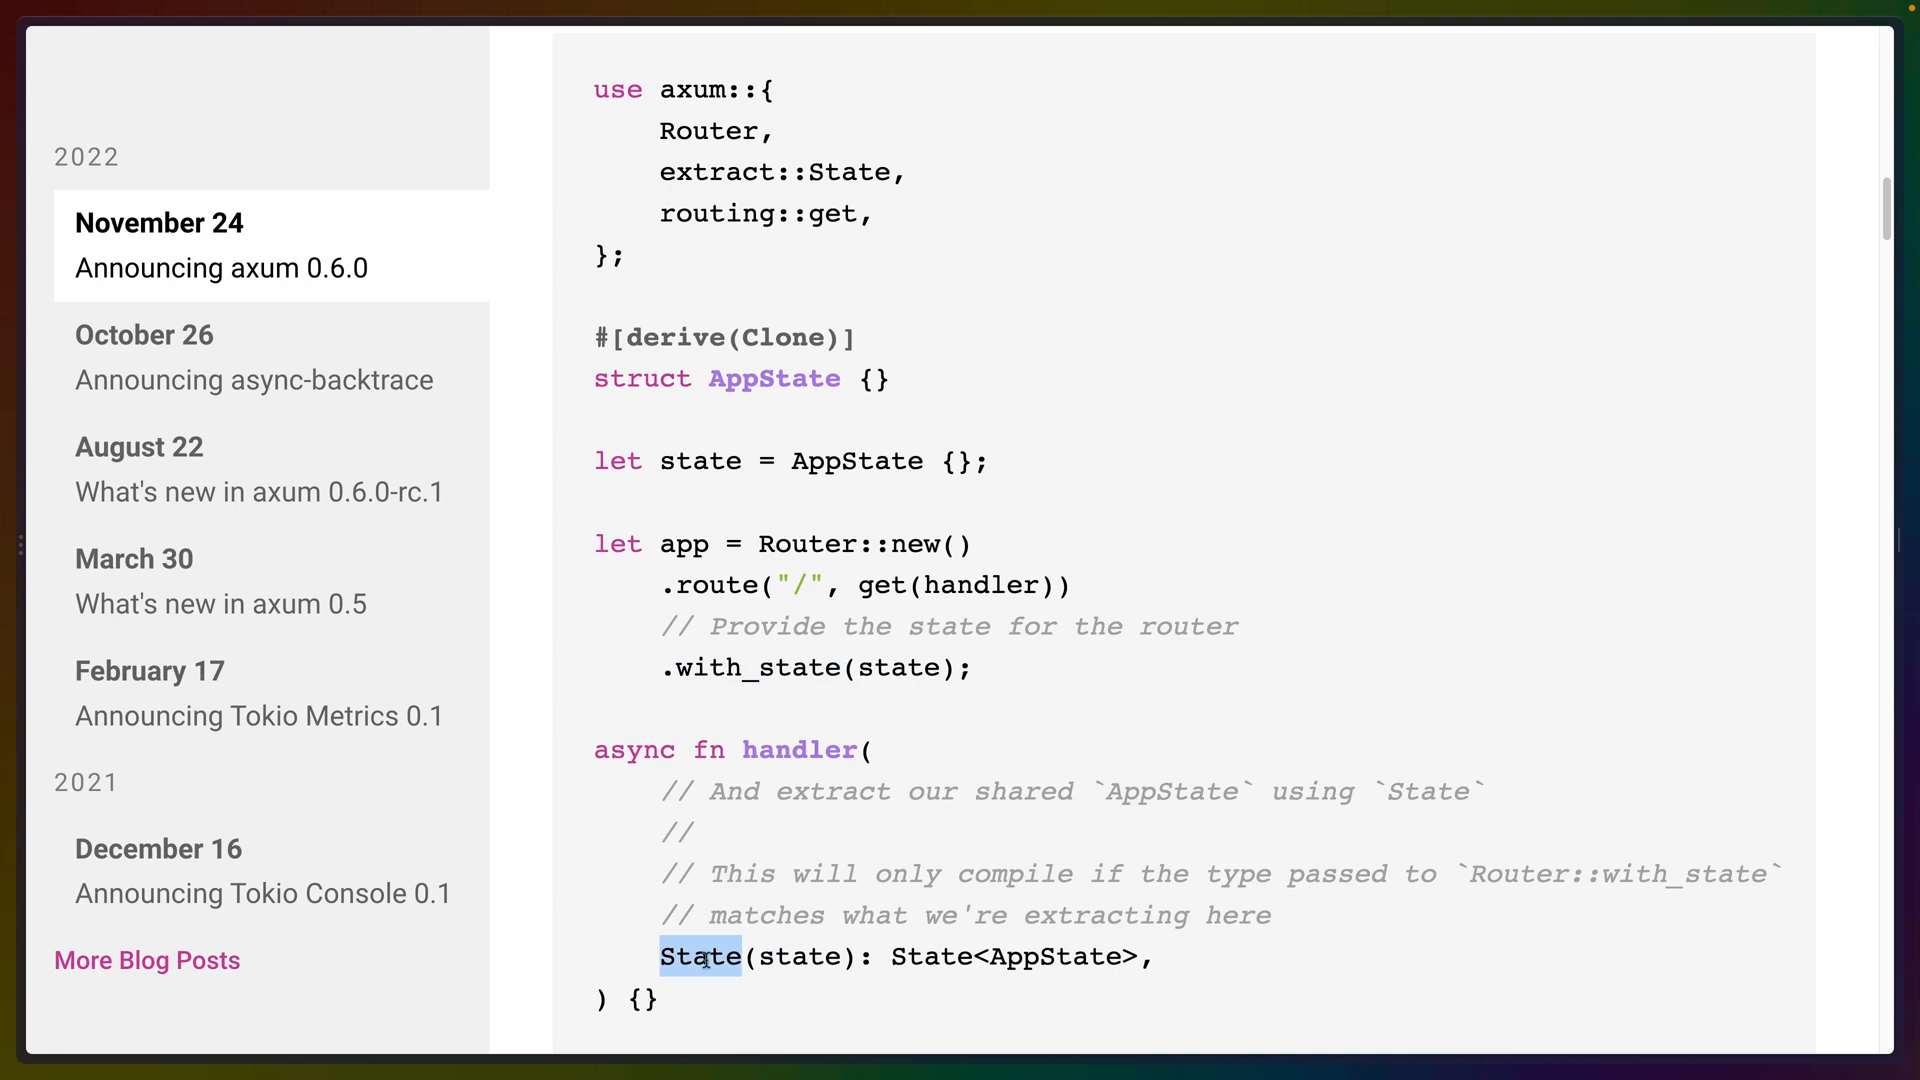 2022
November 24
Announcing axum 0.6.0
October 26
Announcing async-backtrace
August 22
What's new in axum 0.6.0-rc.1
March 30
What's new in axum 0.5
February 17
Announcing Tokio Metrics 0.1
2021
December 16
Announcing Tokio Console 0.1
More Blog Posts
use axum::{
    Router,
    extract::State,
    routing::get,
};
#[derive(Clone)]
struct AppState {}
let state = AppState {};
let app = Router::new()
    .route("/", get(handler))
    // Provide the state for the router
    .with_state(state);
async fn handler(
    // And extract our shared `AppState` using `State`
    //
    // This will only compile if the type passed to `Router::with_state`
    // matches what we're extracting here
    State(state): State<AppState>,
) {}